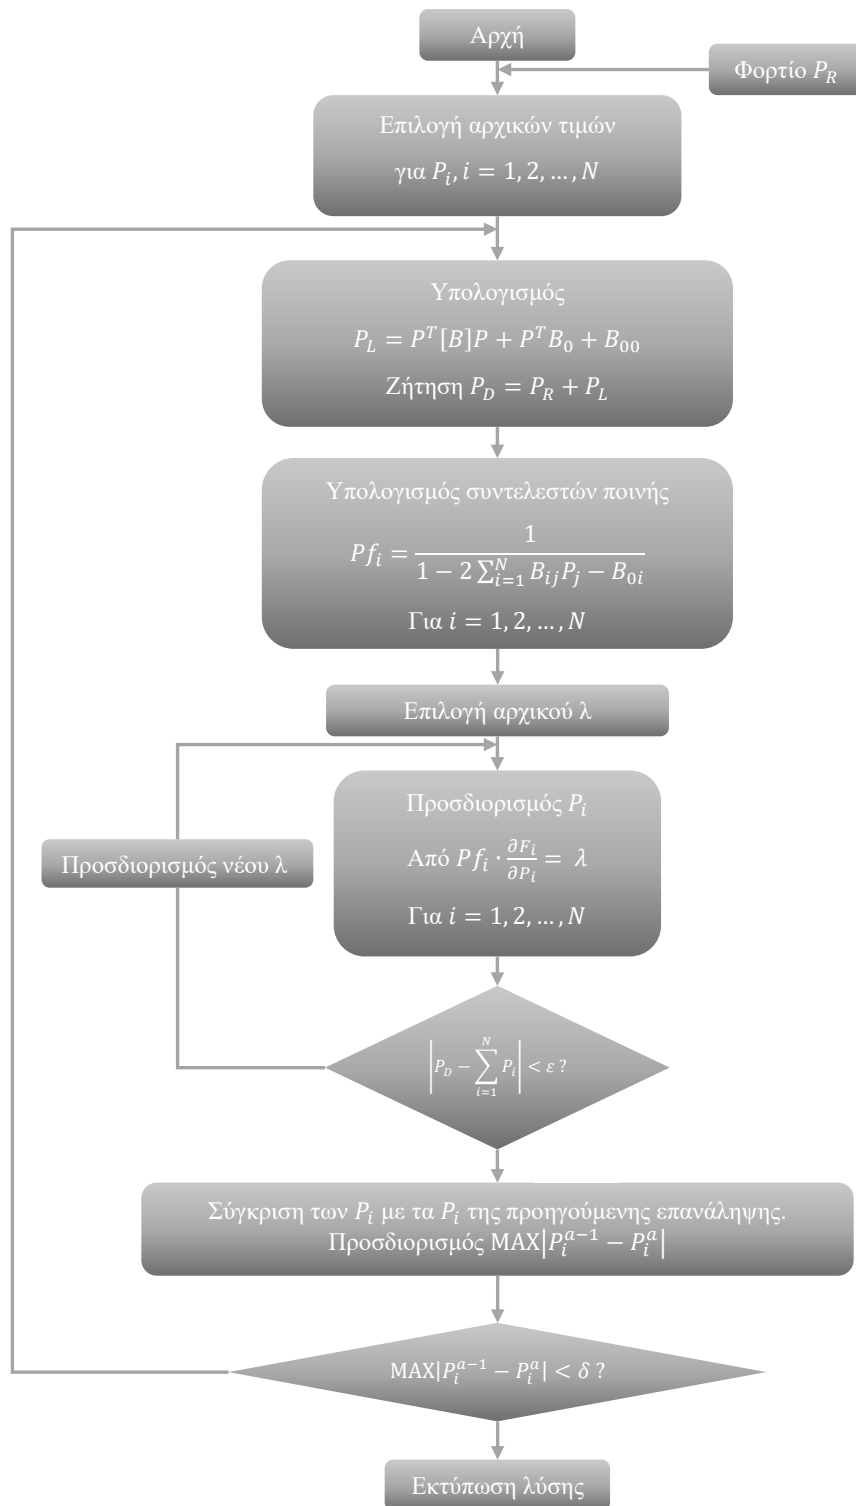 Αρχή
Φορτίο $P_R$
Επιλογή αρχικών τιμών
για $P_i, i = 1, 2, \ldots, N$
Υπολογισμός
$P_L = P^T[B]P + P^T B_0 + B_{00}$
Ζήτηση $P_D = P_R + P_L$
Υπολογισμός συντελεστών ποινής
$Pf_i = \frac{1}{1 - 2\sum_{i=1}^{N} B_{ij}P_j - B_{0i}}$
Για $i = 1, 2, \ldots, N$
Επιλογή αρχικού λ
Προσδιορισμός $P_i$
Από $Pf_i \cdot \frac{\partial F_i}{\partial P_i} = \lambda$
Για $i = 1, 2, \ldots, N$
Προσδιορισμός νέου λ
$\left| P_D - \sum_{i=1}^{N} P_i \right| < \varepsilon$ ?
Σύγκριση των $P_i$ με τα $P_i$ της προηγούμενης επανάληψης.
Προσδιορισμός $\text{MAX}|P_i^{a-1} - P_i^a|$
$\text{MAX}|P_i^{a-1} - P_i^a| < \delta$ ?
Εκτύπωση λύσης